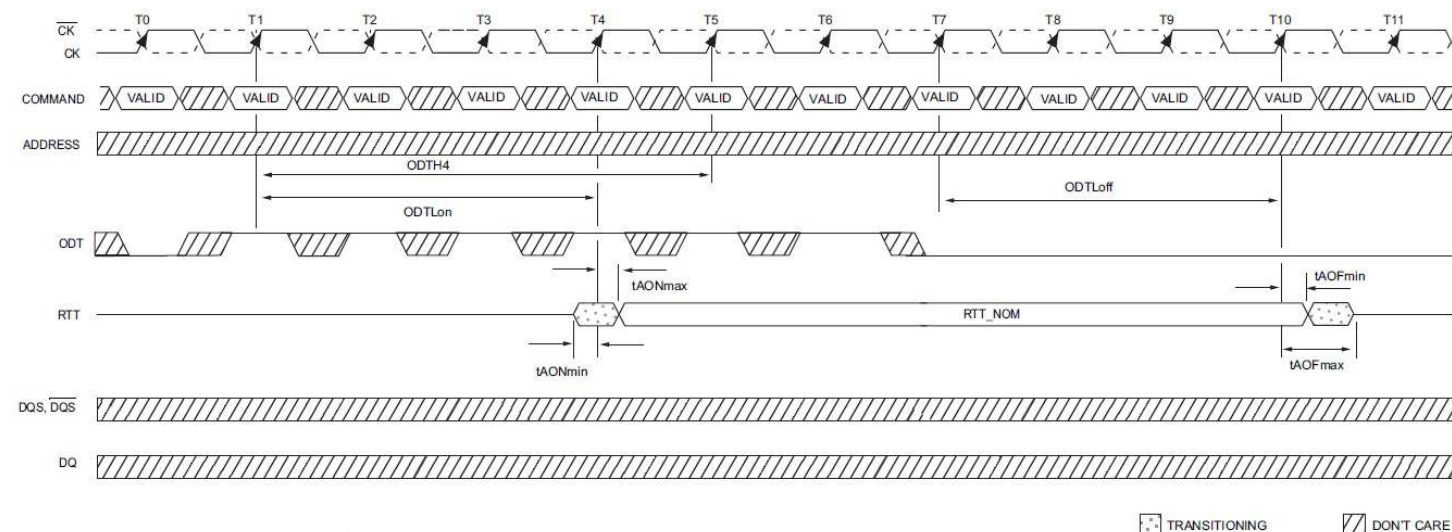 T0 T1 T2 T3 T4 T5 T6 T7 T8 T9 T10 T11
CK
CK
COMMAND VALID VALID VALID VALID VALID VALID VALID VALID VALID VALID VALID VALID
ADDRESS
ODTH4
ODTLoff
ODTLon
ODT
tAONmax
tAOFmin
RTT RTT_NOM
tAONmin
tAOFmax
DQS, DQS
DQ
TRANSITIONING DON'T CARE